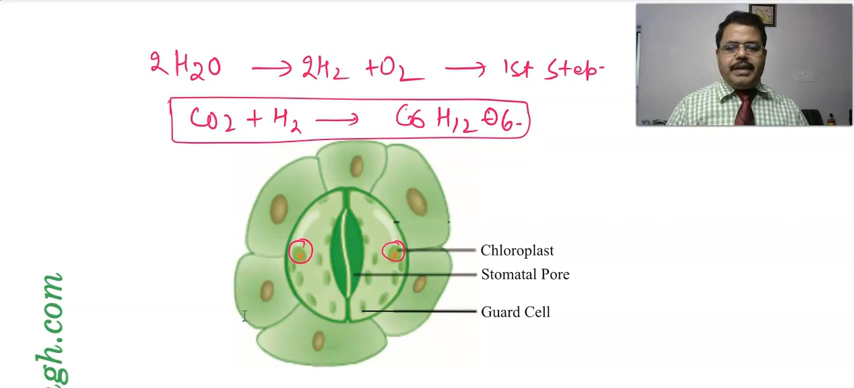 2H2O → 2H2 + O2 → 1st step-
CO2 + H2 → C6 H12 O6-
Chloroplast
Stomatal Pore
Guard Cell
gh.com